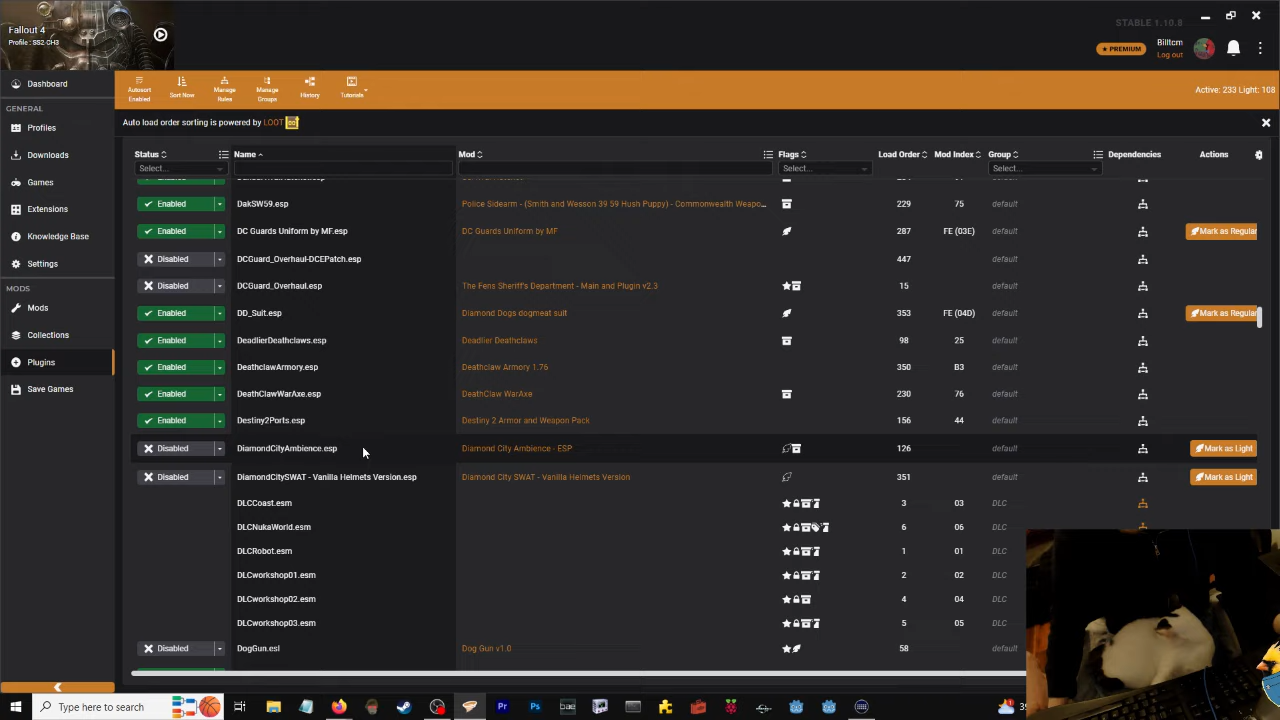 Fallout 4
Profile : SS2-CH3
STABLE 1.10.8
PREMIUM
Billtcm
Log out
Dashboard
GENERAL
Profiles
Downloads
Games
Extensions
Knowledge Base
Settings
MODS
Mods
Collections
Plugins
Save Games
Autosort Enabled
Sort Now
Manage Rules
Manage Groups
History
Tutorials
Active: 233 Light: 108
Auto load order sorting is powered by LOOT
Status Name Mod Flags Load Order Mod Index Group Dependencies Actions
Select... Select... Select...
Enabled DakSW59.esp Police Sidearm - (Smith and Wesson 39 59 Hush Puppy) - Commonwealth Weapo... 229 75 default
Enabled DC Guards Uniform by MF.esp DC Guards Uniform by MF 287 FE (03E) default Mark as Regular
Disabled DCGuard_Overhaul-DCEPatch.esp 447 default
Disabled DCGuard_Overhaul.esp The Fens Sheriff's Department - Main and Plugin v2.3 15 default
Enabled DD_Suit.esp Diamond Dogs dogmeat suit 353 FE (04D) default Mark as Regular
Enabled DeadlierDeathclaws.esp Deadlier Deathclaws 98 25 default
Enabled DeathclawArmory.esp Deathclaw Armory 1.76 350 B3 default
Enabled DeathClawWarAxe.esp DeathClaw WarAxe 230 76 default
Enabled Destiny2Ports.esp Destiny 2 Armor and Weapon Pack 156 44 default
Disabled DiamondCityAmbience.esp Diamond City Ambience - ESP 126 default Mark as Light
Disabled DiamondCitySWAT - Vanilla Helmets Version.esp Diamond City SWAT - Vanilla Helmets Version 351 default Mark as Light
DLCCoast.esm 3 03 DLC
DLCNukaWorld.esm 6 06 DLC
DLCRobot.esm 1 01 DLC
DLCworkshop01.esm 2 02 DLC
DLCworkshop02.esm 4 04 DLC
DLCworkshop03.esm 5 05 DLC
Disabled DogGun.esl Dog Gun v1.0 58 default
Type here to search
Pr
Ps
bae